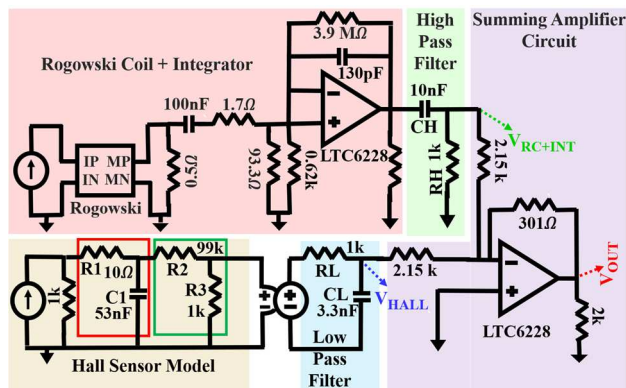 High
Pass
Filter
Summing Amplifier
Circuit
Rogowski Coil + Integrator
3.9 MΩ
130pF
100nF
1.7Ω
10nF
CH
LTC6228
IP MP
IN MN
Rogowski
0.5Ω
93.3Ω
0.62k
RH 1k
2.15 k
V_RC+INT
301Ω
1k
R1 10Ω
C1
53nF
R2
99k
R3
1k
1k
RL
CL
3.3nF
2.15 k
V_HALL
V_OUT
LTC6228
2k
Hall Sensor Model
Low
Pass
Filter